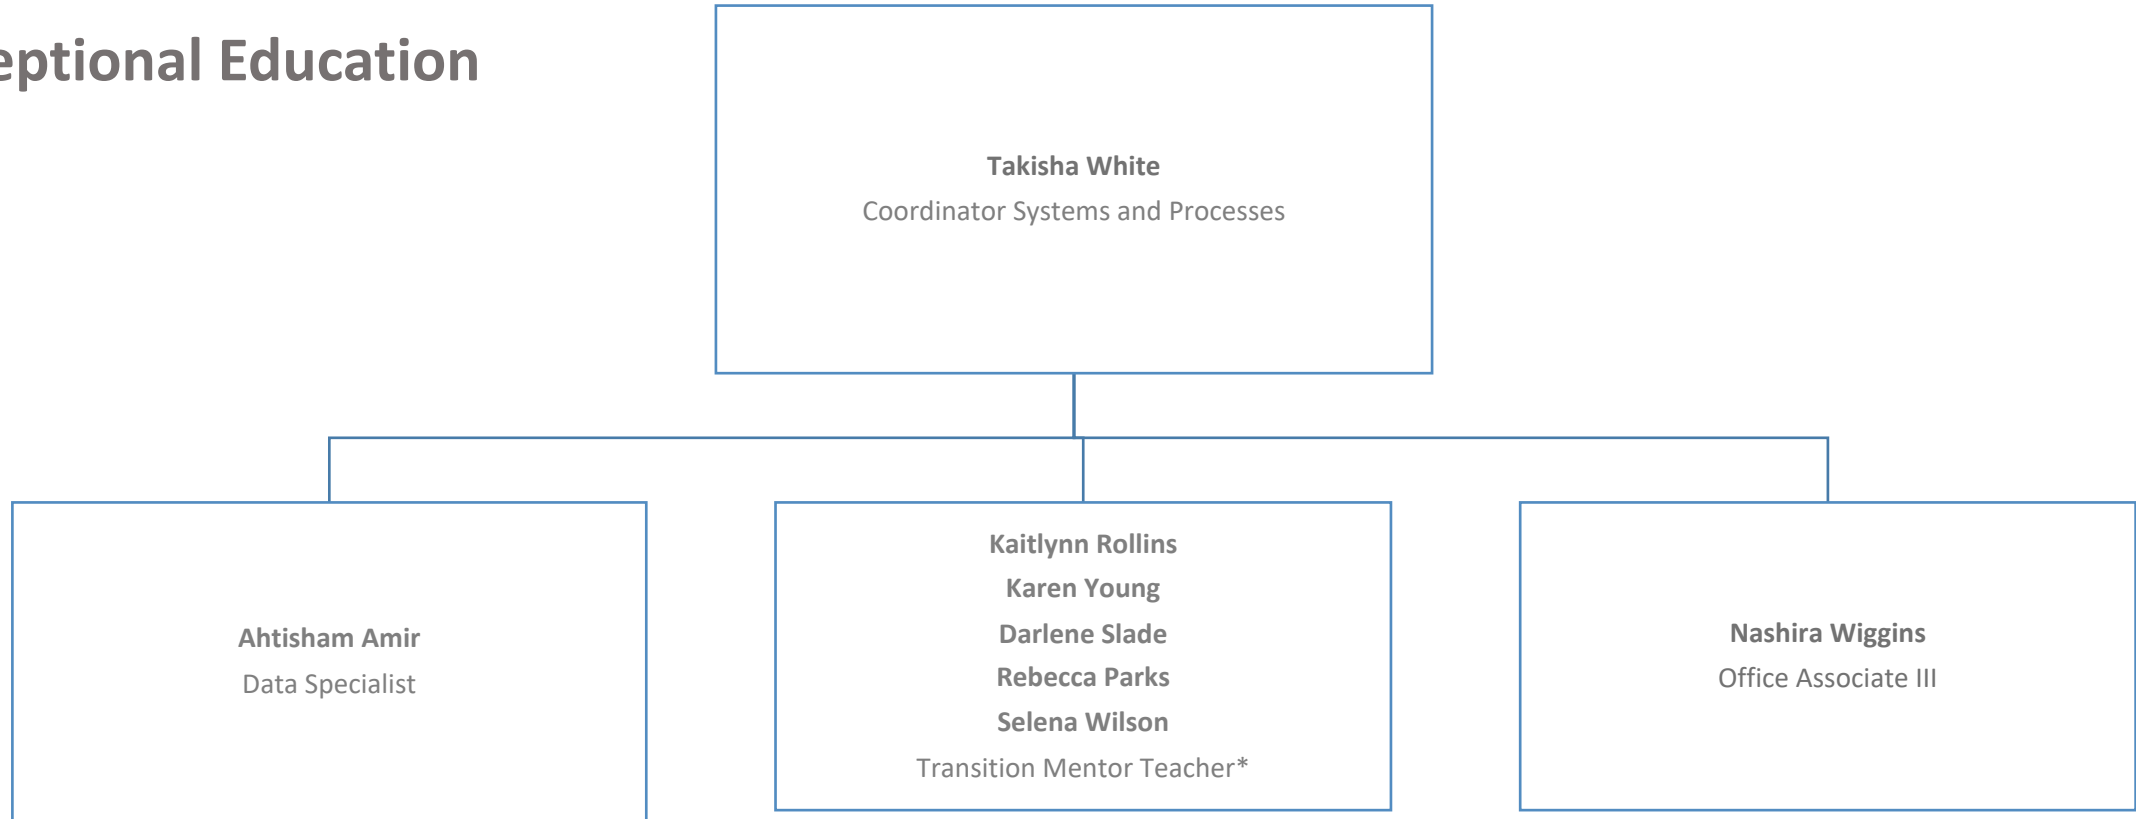 eptional Education
Takisha White
Coordinator Systems and Processes
Ahtisham Amir
Data Specialist
Kaitlynn Rollins
Karen Young
Darlene Slade
Rebecca Parks
Selena Wilson
Transition Mentor Teacher*
Nashira Wiggins
Office Associate III